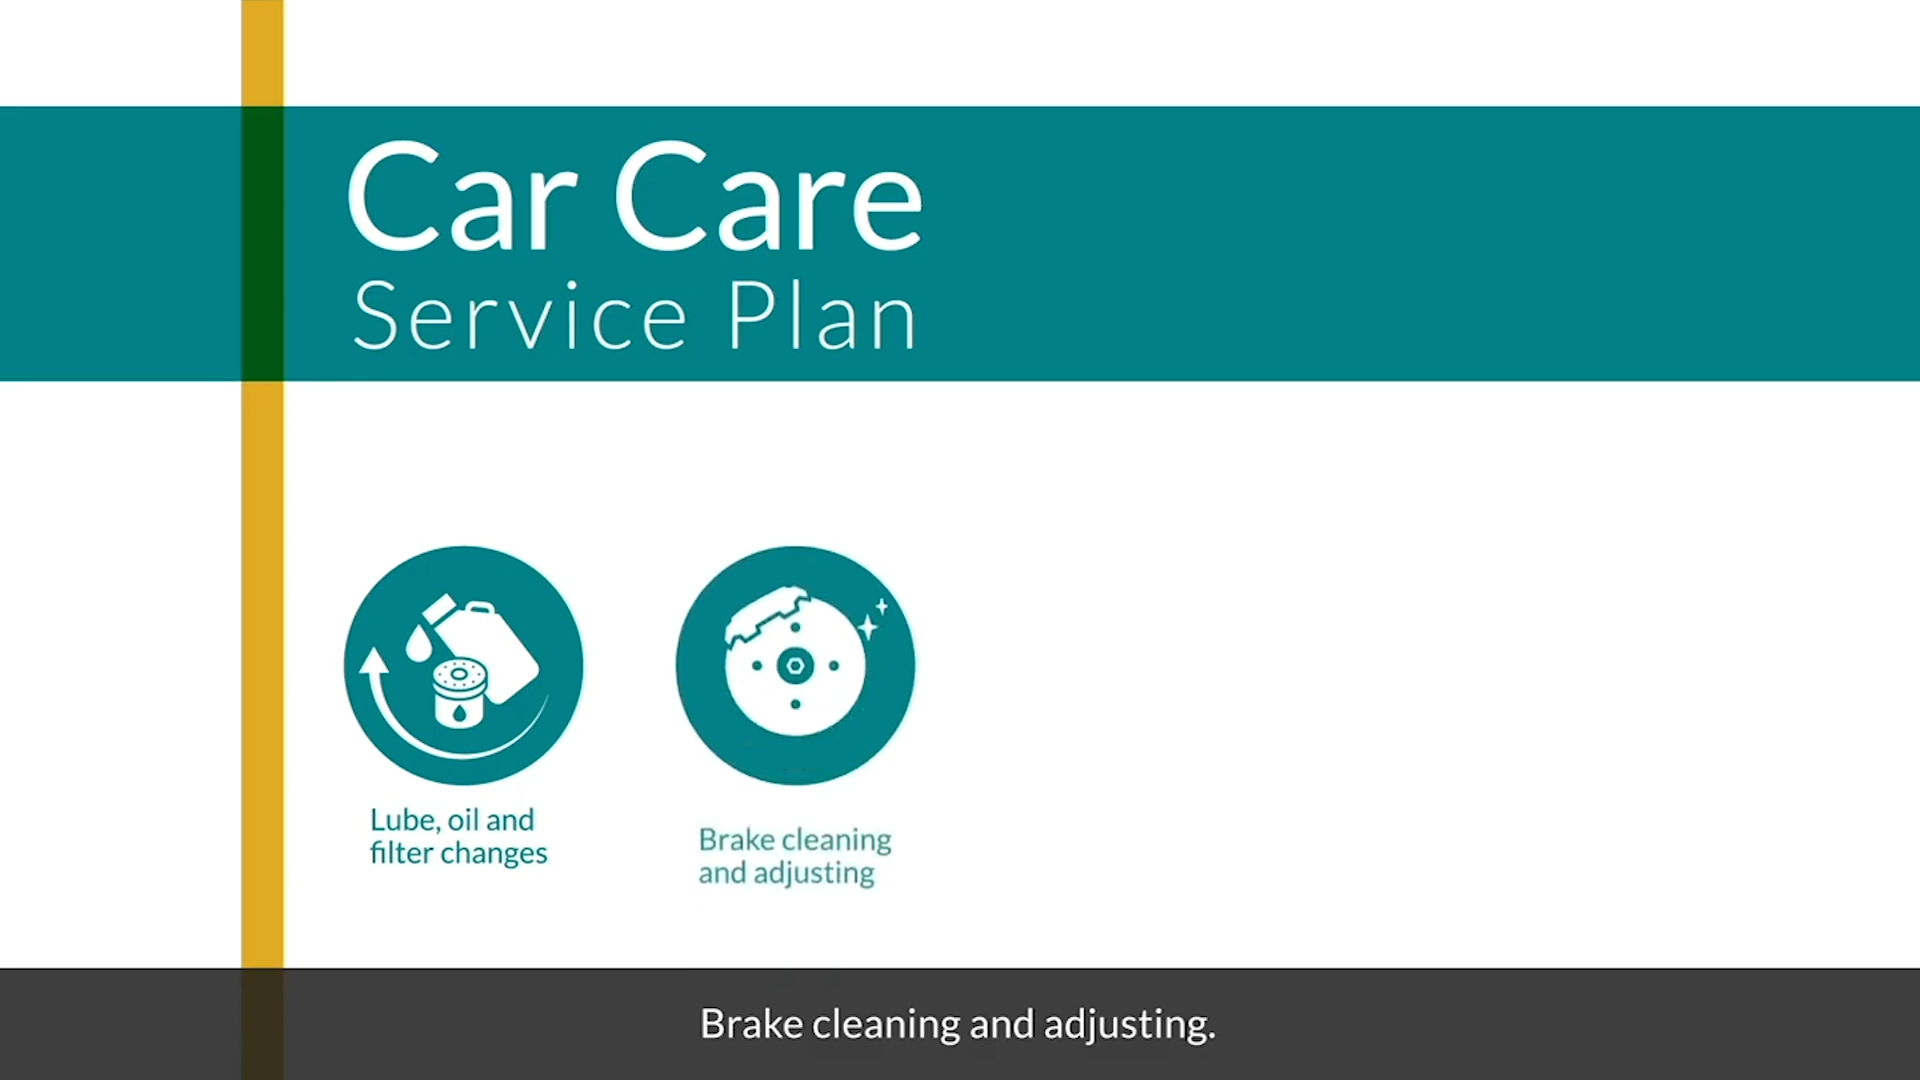 Car Care
Service Plan
Lube, oil and
filter changes
Brake cleaning
and adjusting
Brake cleaning and adjusting.